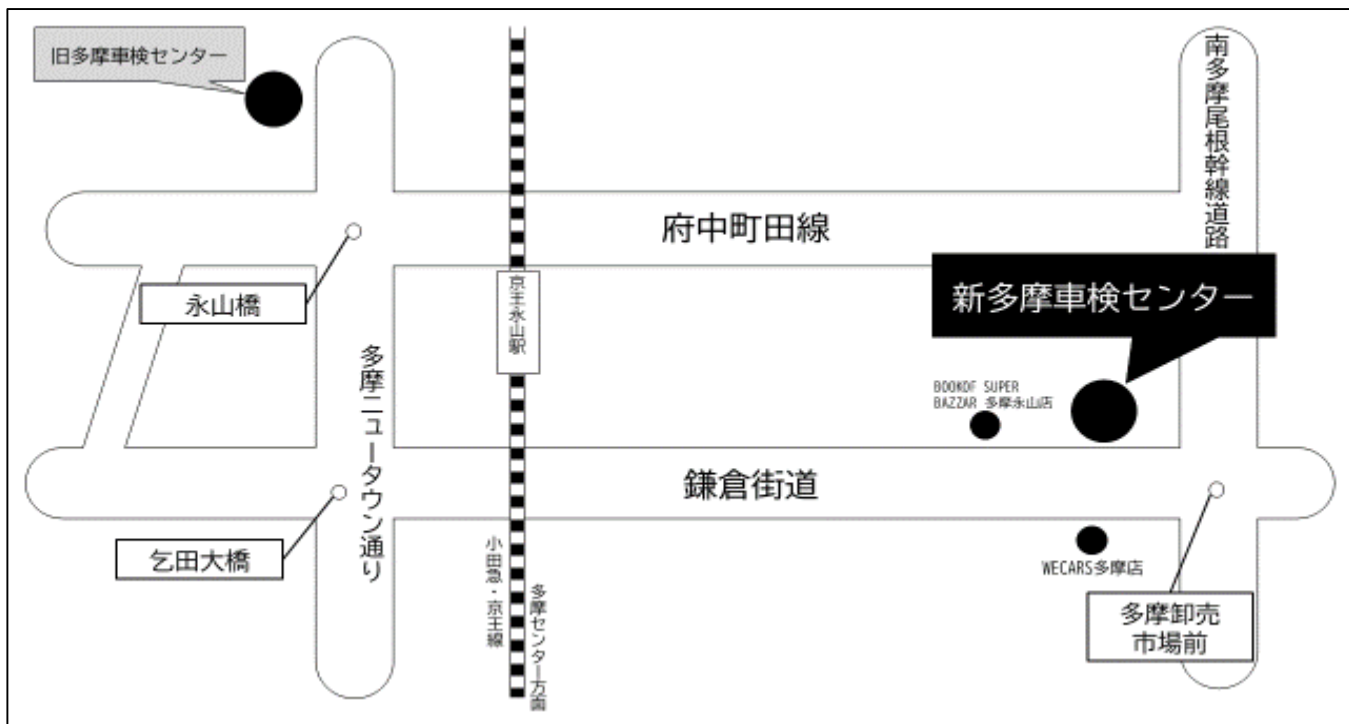 旧多摩車検センター
南多摩尾根幹線道路
府中町田線
永山橋
京王永山駅
新多摩車検センター
多摩ニュータウン通り
BOOKOF SUPER
BAZZAR 多摩永山店
鎌倉街道
乞田大橋
小田急・京王線
多摩センター方面
WECARS多摩店
多摩卸売
市場前